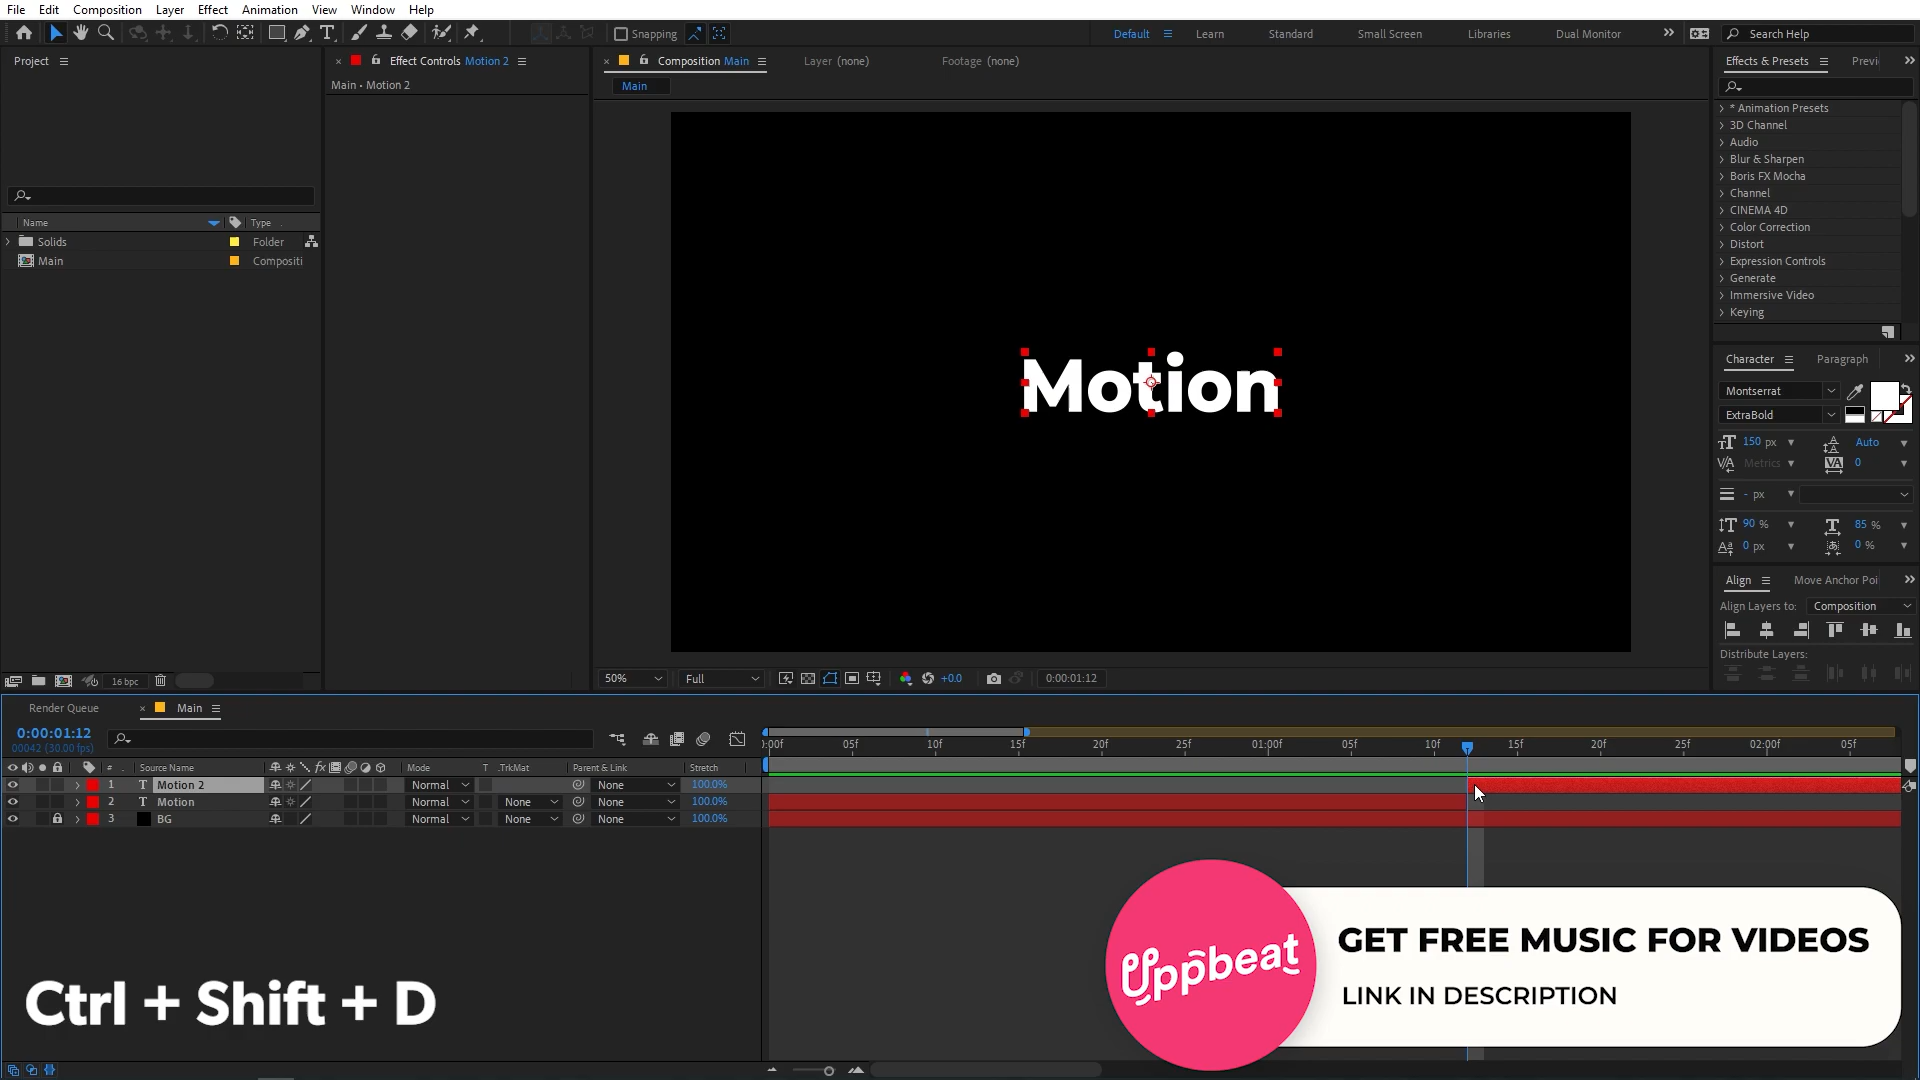 File Edit Composition Layer Effect Animation View Window Help
Snapping Default Learn Standard Small Screen Libraries Dual Monitor Search Help
Project
Effect Controls Motion 2
Main • Motion 2
Composition Main
Layer (none)
Footage (none)
Main
Name Type
Solids Folder
Main Compositi
16 bpc
Motion
50% Full +0.0 0:00:01:12
Effects & Presets Previ
* Animation Presets
3D Channel
Audio
Blur & Sharpen
Boris FX Mocha
Channel
CINEMA 4D
Color Correction
Distort
Expression Controls
Generate
Immersive Video
Keying
Character Paragraph
Montserrat
ExtraBold
150 px Auto
Metrics 0
- px
90 % 85 %
0 px 0 %
Align Move Anchor Poi
Align Layers to: Composition
Distribute Layers:
Render Queue Main
0:00:01:12
00042 (30.00 fps)
:00f 05f 10f 15f 20f 25f 01:00f 05f 10f 15f 20f 25f 02:00f 05f
# Source Name fx Mode T .TrkMat Parent & Link Stretch
1 T Motion 2 Normal None 100.0%
2 T Motion Normal None None 100.0%
3 BG Normal None None 100.0%
Ctrl + Shift + D
Uppbeat
GET FREE MUSIC FOR VIDEOS
LINK IN DESCRIPTION